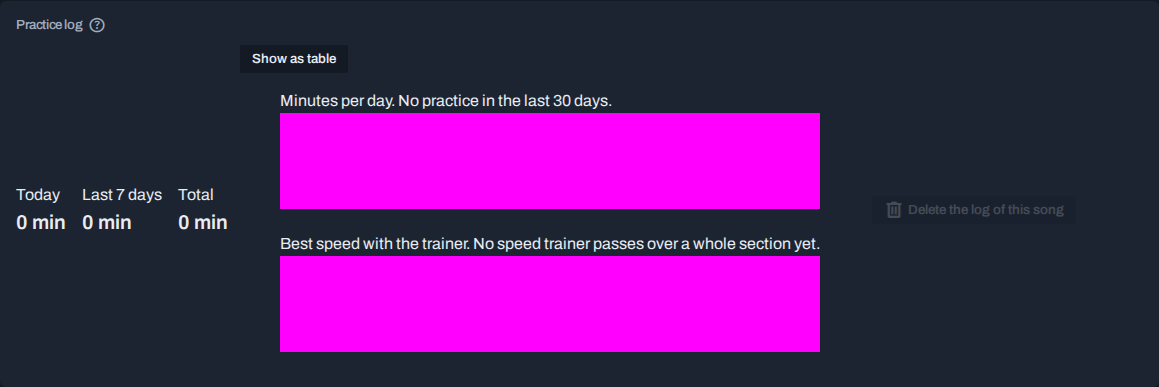 Practice log
Show as table
Minutes per day. No practice in the last 30 days.
Today Last 7 days Total
0 min 0 min 0 min
Best speed with the trainer. No speed trainer passes over a whole section yet.
Delete the log of this song